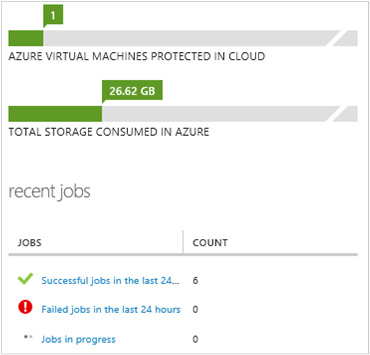 1
AZURE VIRTUAL MACHINES PROTECTED IN CLOUD
26.62 GB
TOTAL STORAGE CONSUMED IN AZURE
recent jobs
JOBS COUNT
Successful jobs in the last 24... 6
Failed jobs in the last 24 hours 0
Jobs in progress 0